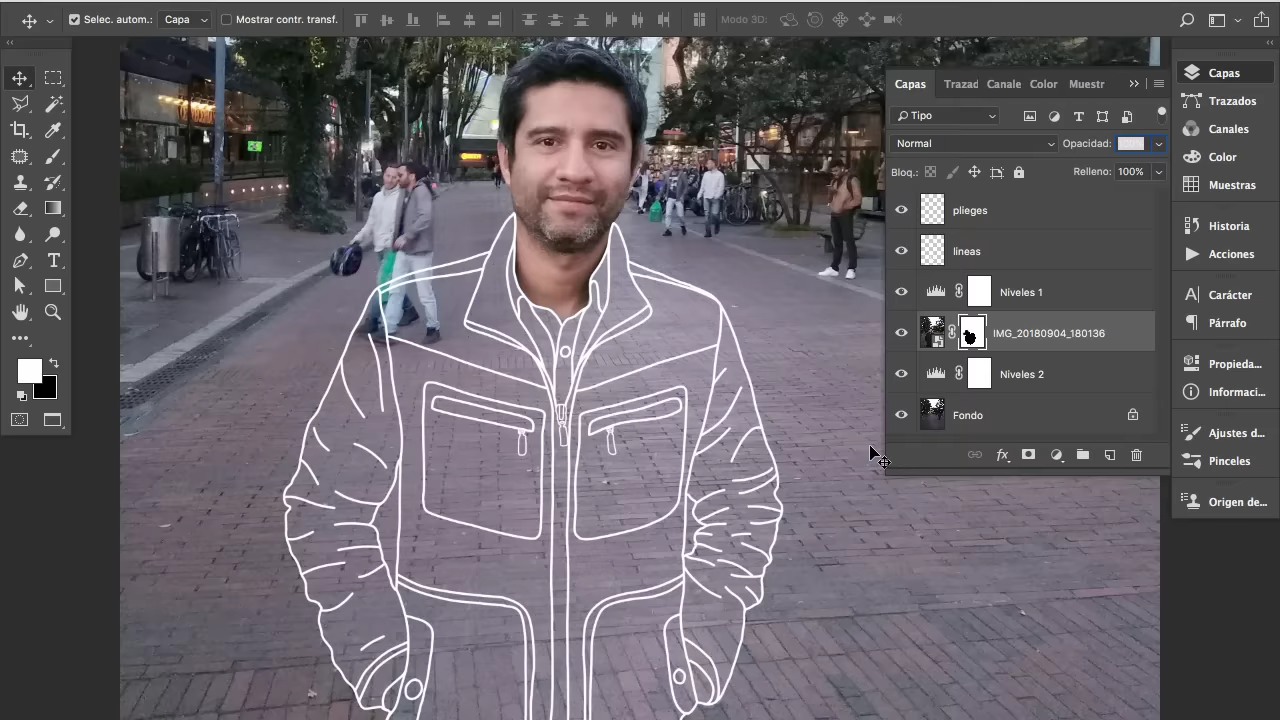 Selec. autom.: Capa Mostrar contr. transf. Modo 3D:
Capas Trazad Canale Color Muestr
Tipo
Normal Opacidad:
Bloq.: Relleno: 100%
plieges
lineas
Niveles 1
IMG_20180904_180136
Niveles 2
Fondo
fx
Capas
Trazados
Canales
Color
Muestras
Historia
Acciones
Carácter
Párrafo
Propieda...
Informaci...
Ajustes d...
Pinceles
Origen de...